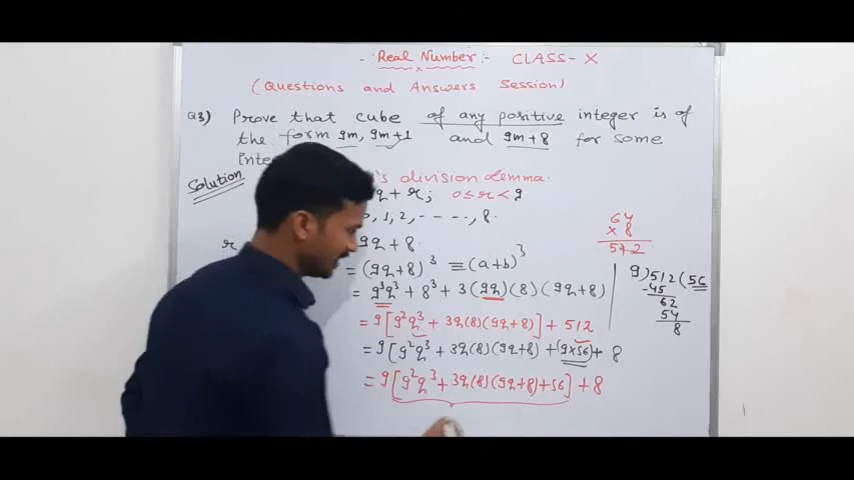 Real Number :- CLASS - X
(Questions and Answers Session)
Q3) Prove that cube of any positive integer is of
the form 9m, 9m+1 and 9m+8 for some
Solution
's division Lemma.
q + r; 0 ≤ r < 9
, 1, 2, - - - - -, 8.
r
9q + 8.
= (9q+8)³ ≡ (a+b)³
= 9³q³ + 8³ + 3(9q)(8)(9q+8)
= 9[9²q³ + 3q(8)(9q+8)] + 512
= 9[9²q³ + 3q(8)(9q+8) + (9×56) + 8
= 9[9²q³ + 3q(8)(9q+8) + 56] + 8
64
× 8
512
9) 512 ( 56
-45
62
54
8